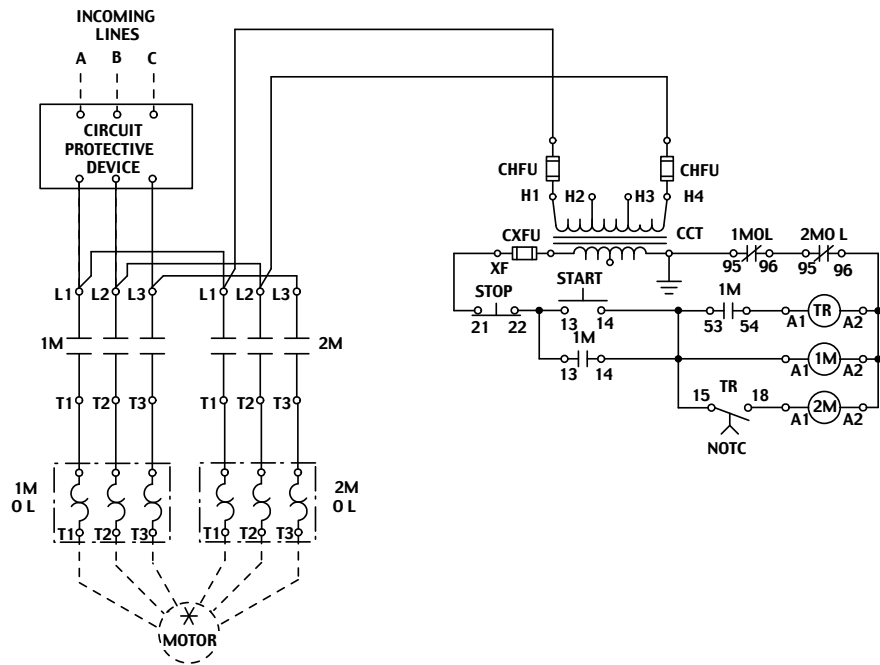 INCOMING
LINES
A B C
CIRCUIT
PROTECTIVE
DEVICE
CHFU CHFU
H1 H2 H3 H4
CCT
CXFU
XF
1MOL 2MO L
95 96 95 96
L1 L2 L3 L1 L2 L3
STOP START 1M
21 22 13 14 53 54 A1 TR A2
1M 2M
1M
13 14 A1 1M A2
T1 T2 T3 T1 T2 T3
TR
15 18 A1 2M A2
NOTC
1M
O L
2M
O L
T1 T2 T3 T1 T2 T3
MOTOR